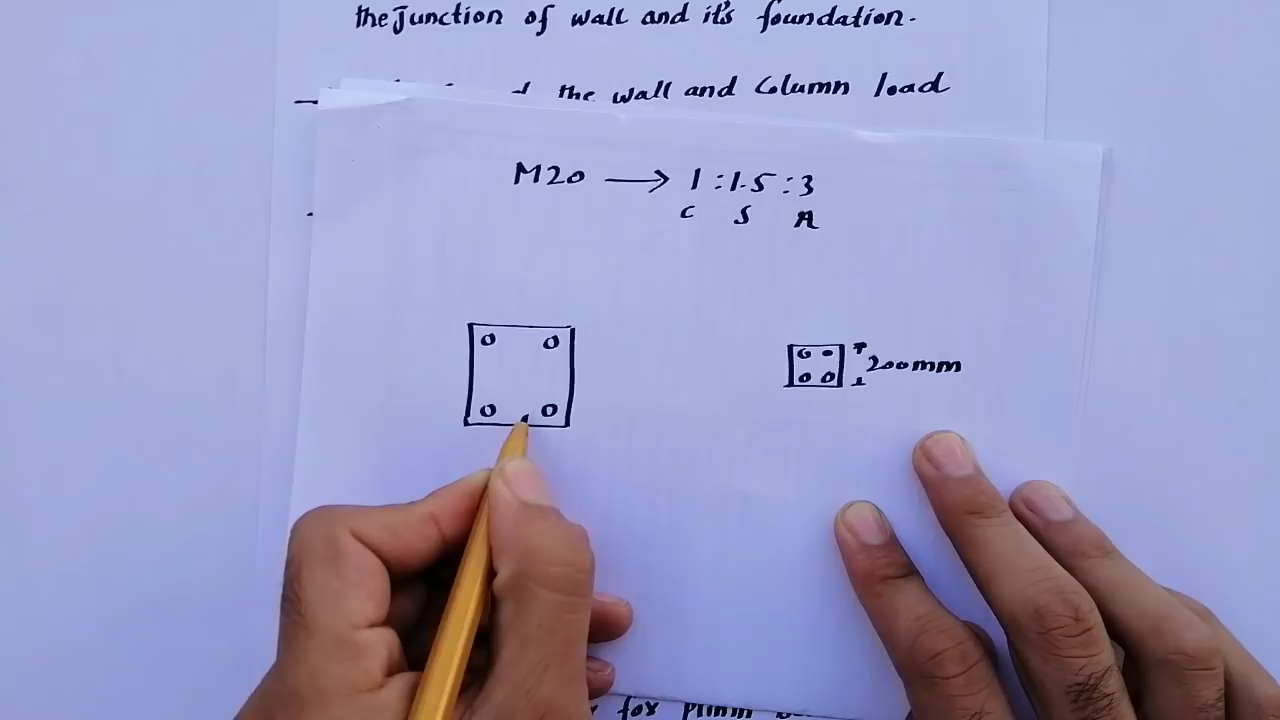 the Junction of wall and it's foundation.
the wall and Column load
M20 → 1 : 1.5 : 3
C S A
200mm
for